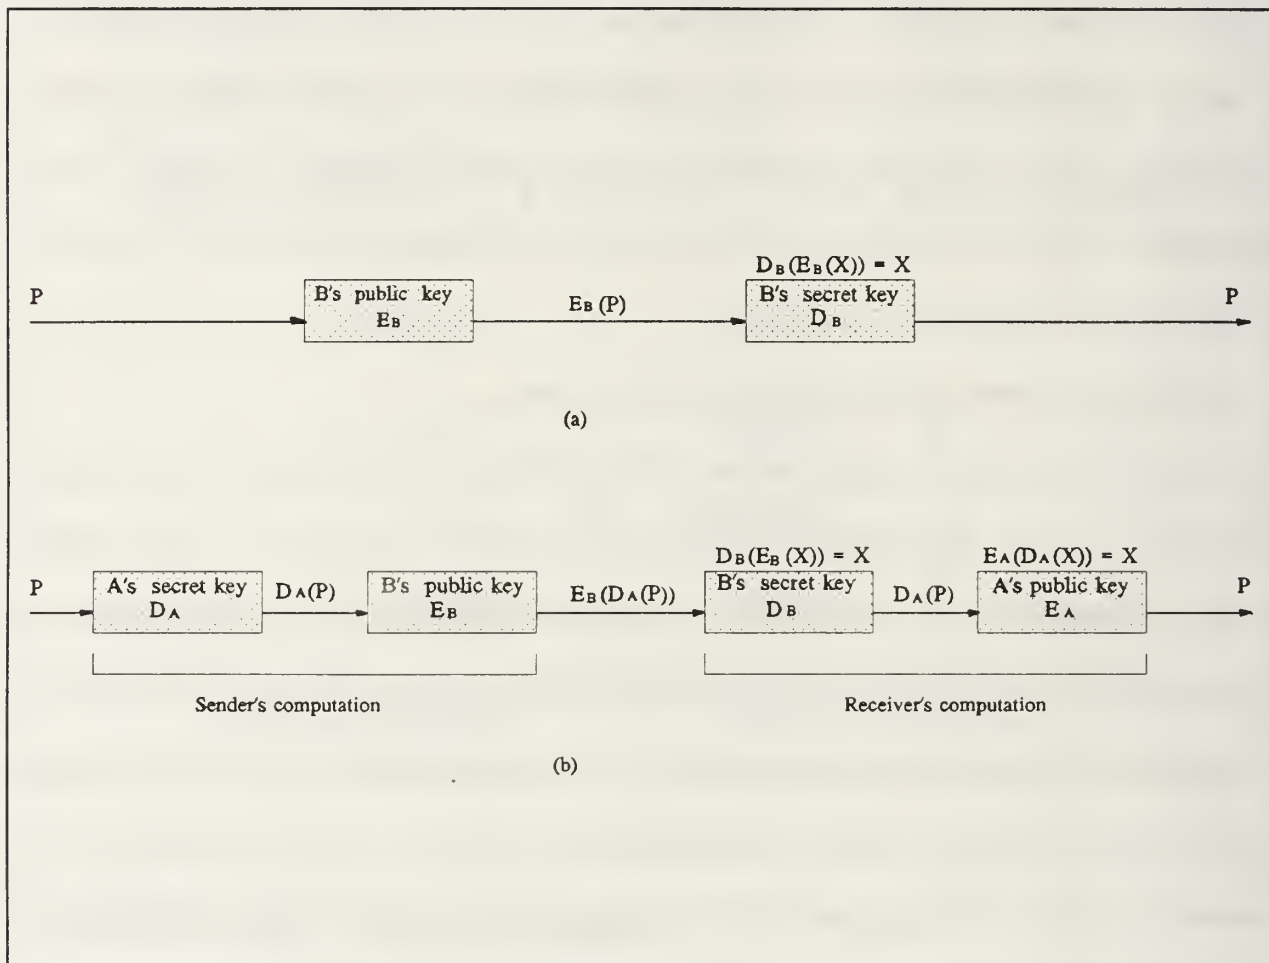 D_B(E_B(X)) = X
P B's public key E_B(P) B's secret key P
E_B D_B
(a)
D_B(E_B(X)) = X E_A(D_A(X)) = X
P A's secret key D_A(P) B's public key E_B(D_A(P)) B's secret key D_A(P) A's public key P
D_A E_B D_B E_A
Sender's computation Receiver's computation
(b)